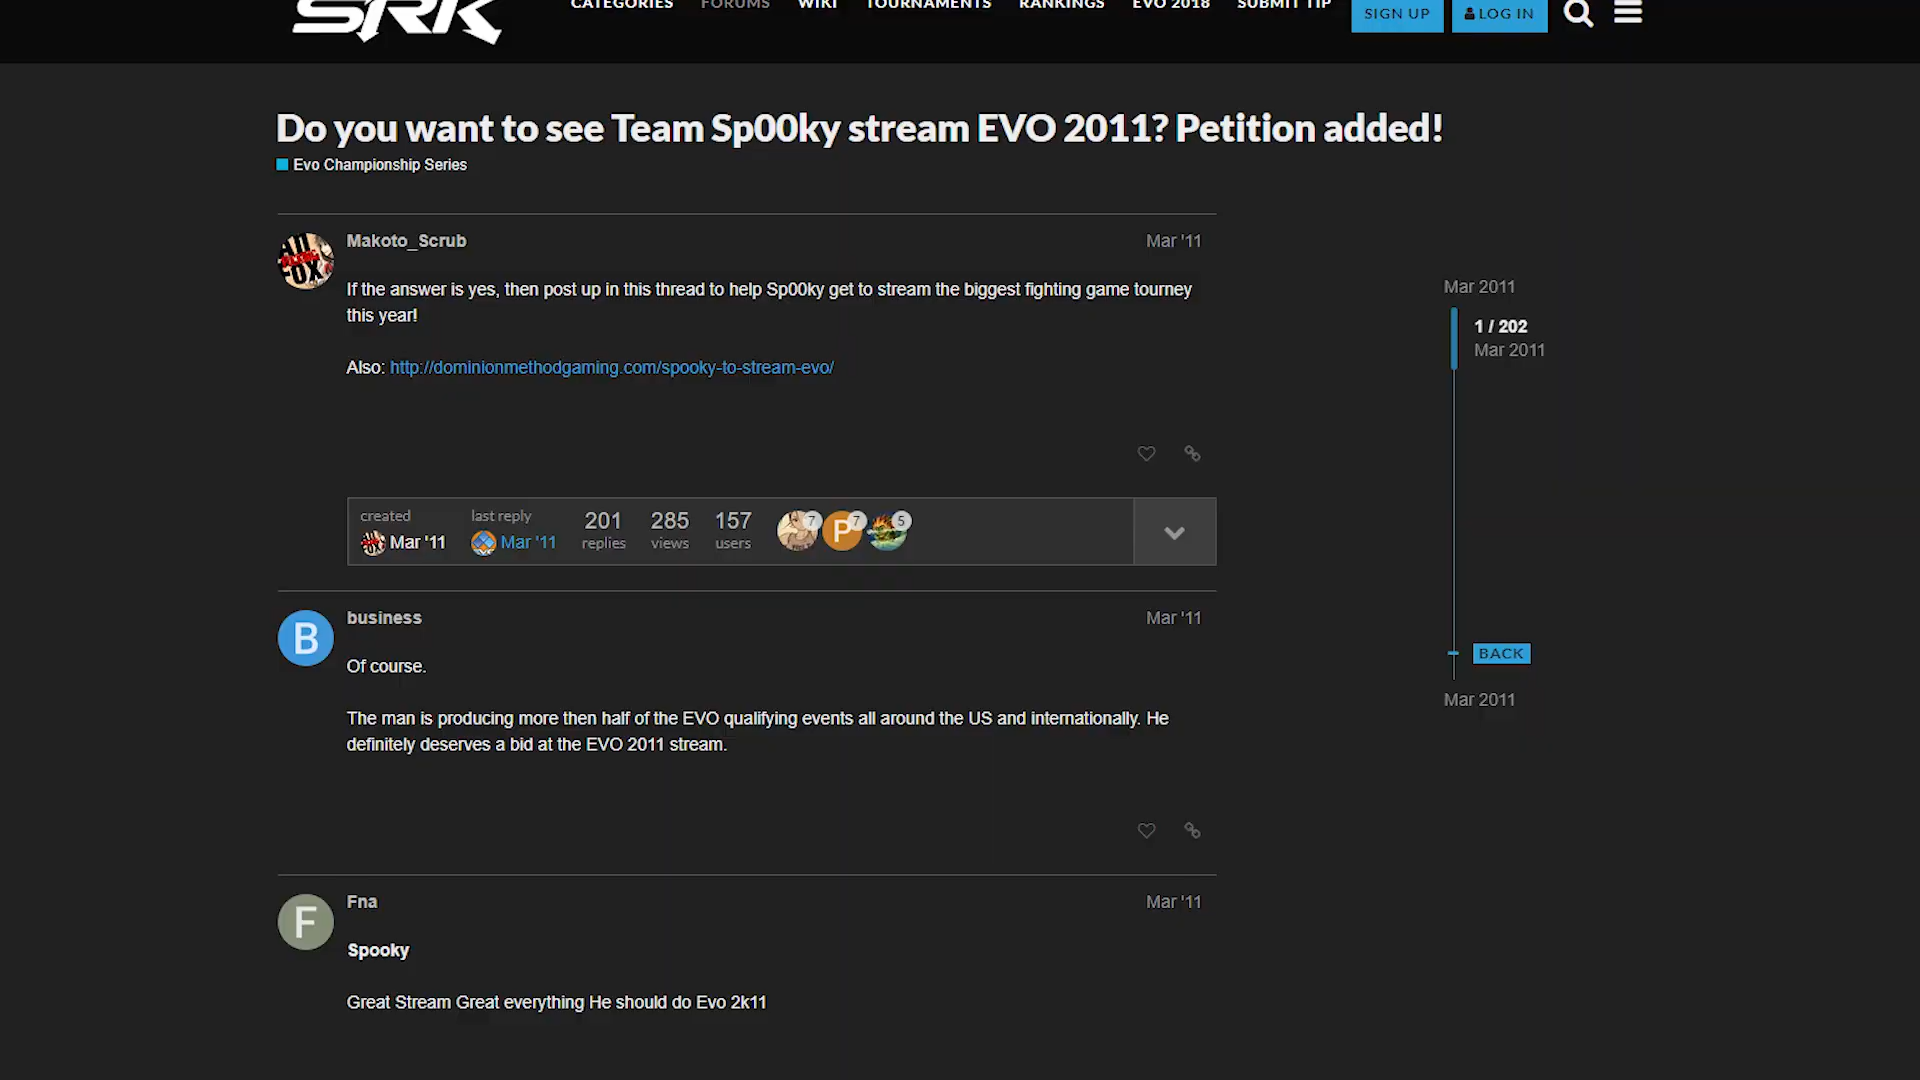 SRK
CATEGORIES FORUMS WIKI TOURNAMENTS RANKINGS EVO 2018 SUBMIT TIP SIGN UP LOG IN
Do you want to see Team Sp00ky stream EVO 2011? Petition added!
Evo Championship Series
Makoto_Scrub Mar '11
If the answer is yes, then post up in this thread to help Sp00ky get to stream the biggest fighting game tourney
this year!
Also: http://dominionmethodgaming.com/spooky-to-stream-evo/
created last reply 201 285 157 7 P 7 5
Mar '11 Mar '11 replies views users
B business Mar '11
Of course.
The man is producing more then half of the EVO qualifying events all around the US and internationally. He
definitely deserves a bid at the EVO 2011 stream.
F Fna Mar '11
Spooky
Great Stream Great everything He should do Evo 2k11
Mar 2011
1 / 202
Mar 2011
BACK
Mar 2011